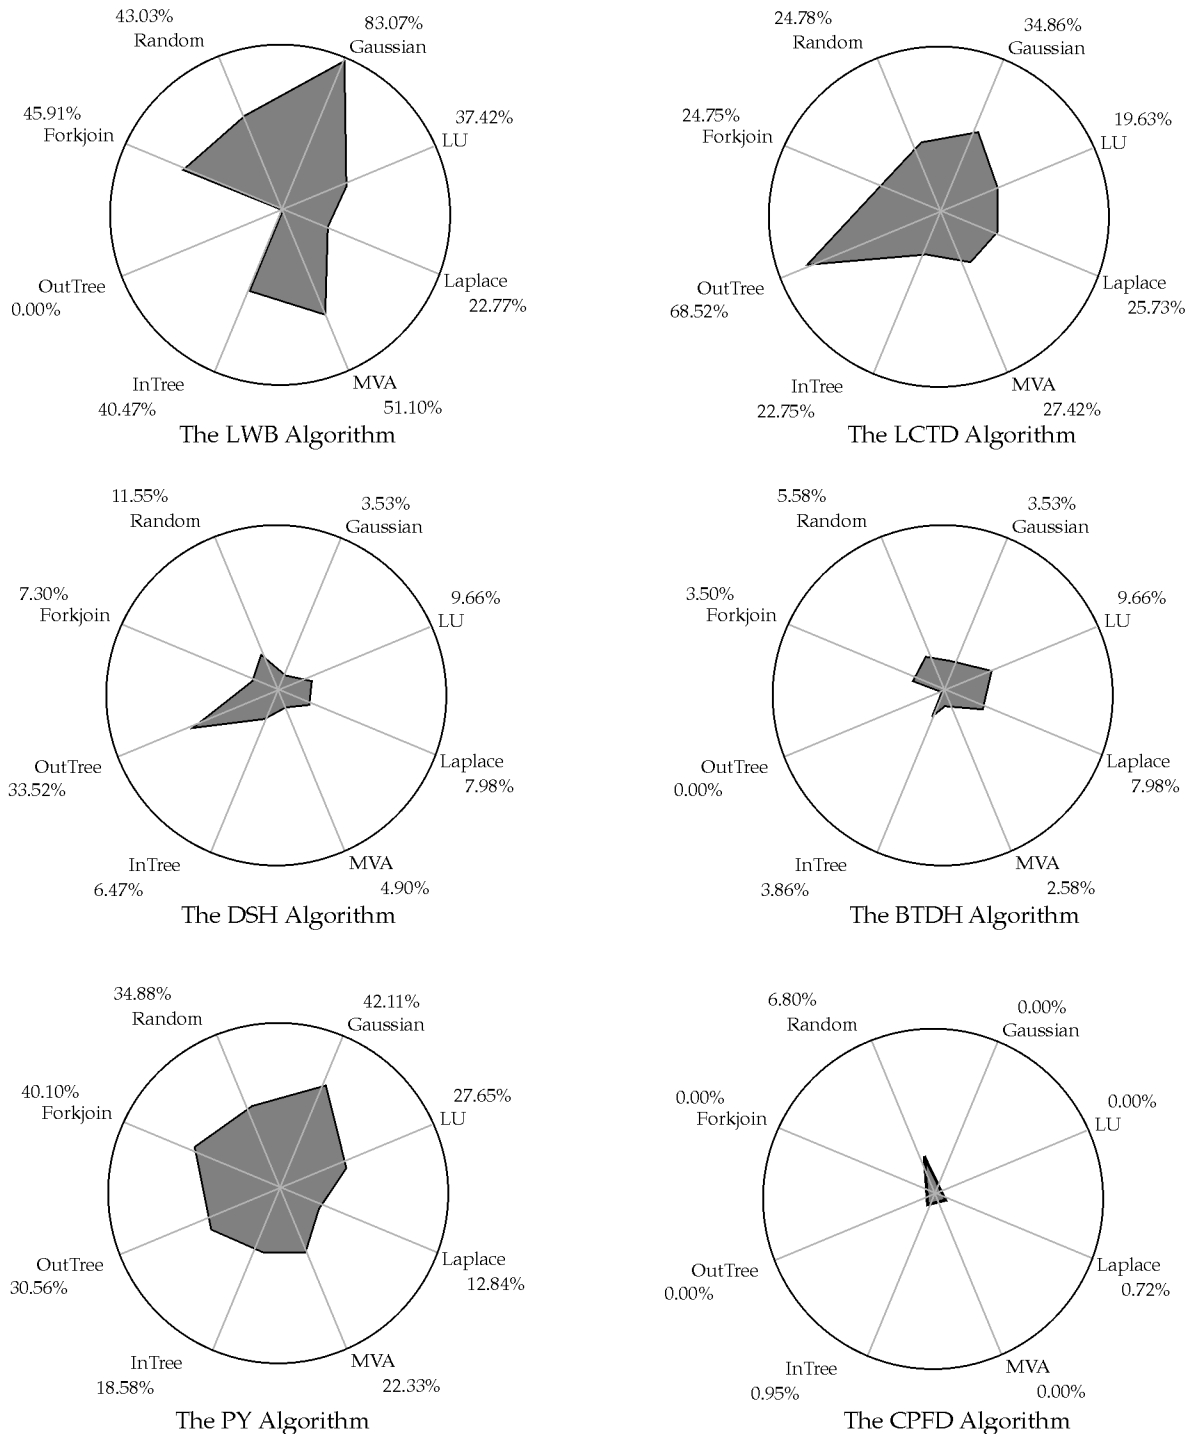 43.03%
Random
83.07%
Gaussian
45.91%
Forkjoin
37.42%
LU
OutTree
0.00%
Laplace
22.77%
InTree
40.47%
MVA
51.10%
The LWB Algorithm
24.78%
Random
34.86%
Gaussian
24.75%
Forkjoin
19.63%
LU
OutTree
68.52%
Laplace
25.73%
InTree
22.75%
MVA
27.42%
The LCTD Algorithm
11.55%
Random
3.53%
Gaussian
7.30%
Forkjoin
9.66%
LU
OutTree
33.52%
Laplace
7.98%
InTree
6.47%
MVA
4.90%
The DSH Algorithm
5.58%
Random
3.53%
Gaussian
3.50%
Forkjoin
9.66%
LU
OutTree
0.00%
Laplace
7.98%
InTree
3.86%
MVA
2.58%
The BTDH Algorithm
34.88%
Random
42.11%
Gaussian
40.10%
Forkjoin
27.65%
LU
OutTree
30.56%
Laplace
12.84%
InTree
18.58%
MVA
22.33%
The PY Algorithm
6.80%
Random
0.00%
Gaussian
0.00%
Forkjoin
0.00%
LU
OutTree
0.00%
Laplace
0.72%
InTree
0.95%
MVA
0.00%
The CPFD Algorithm